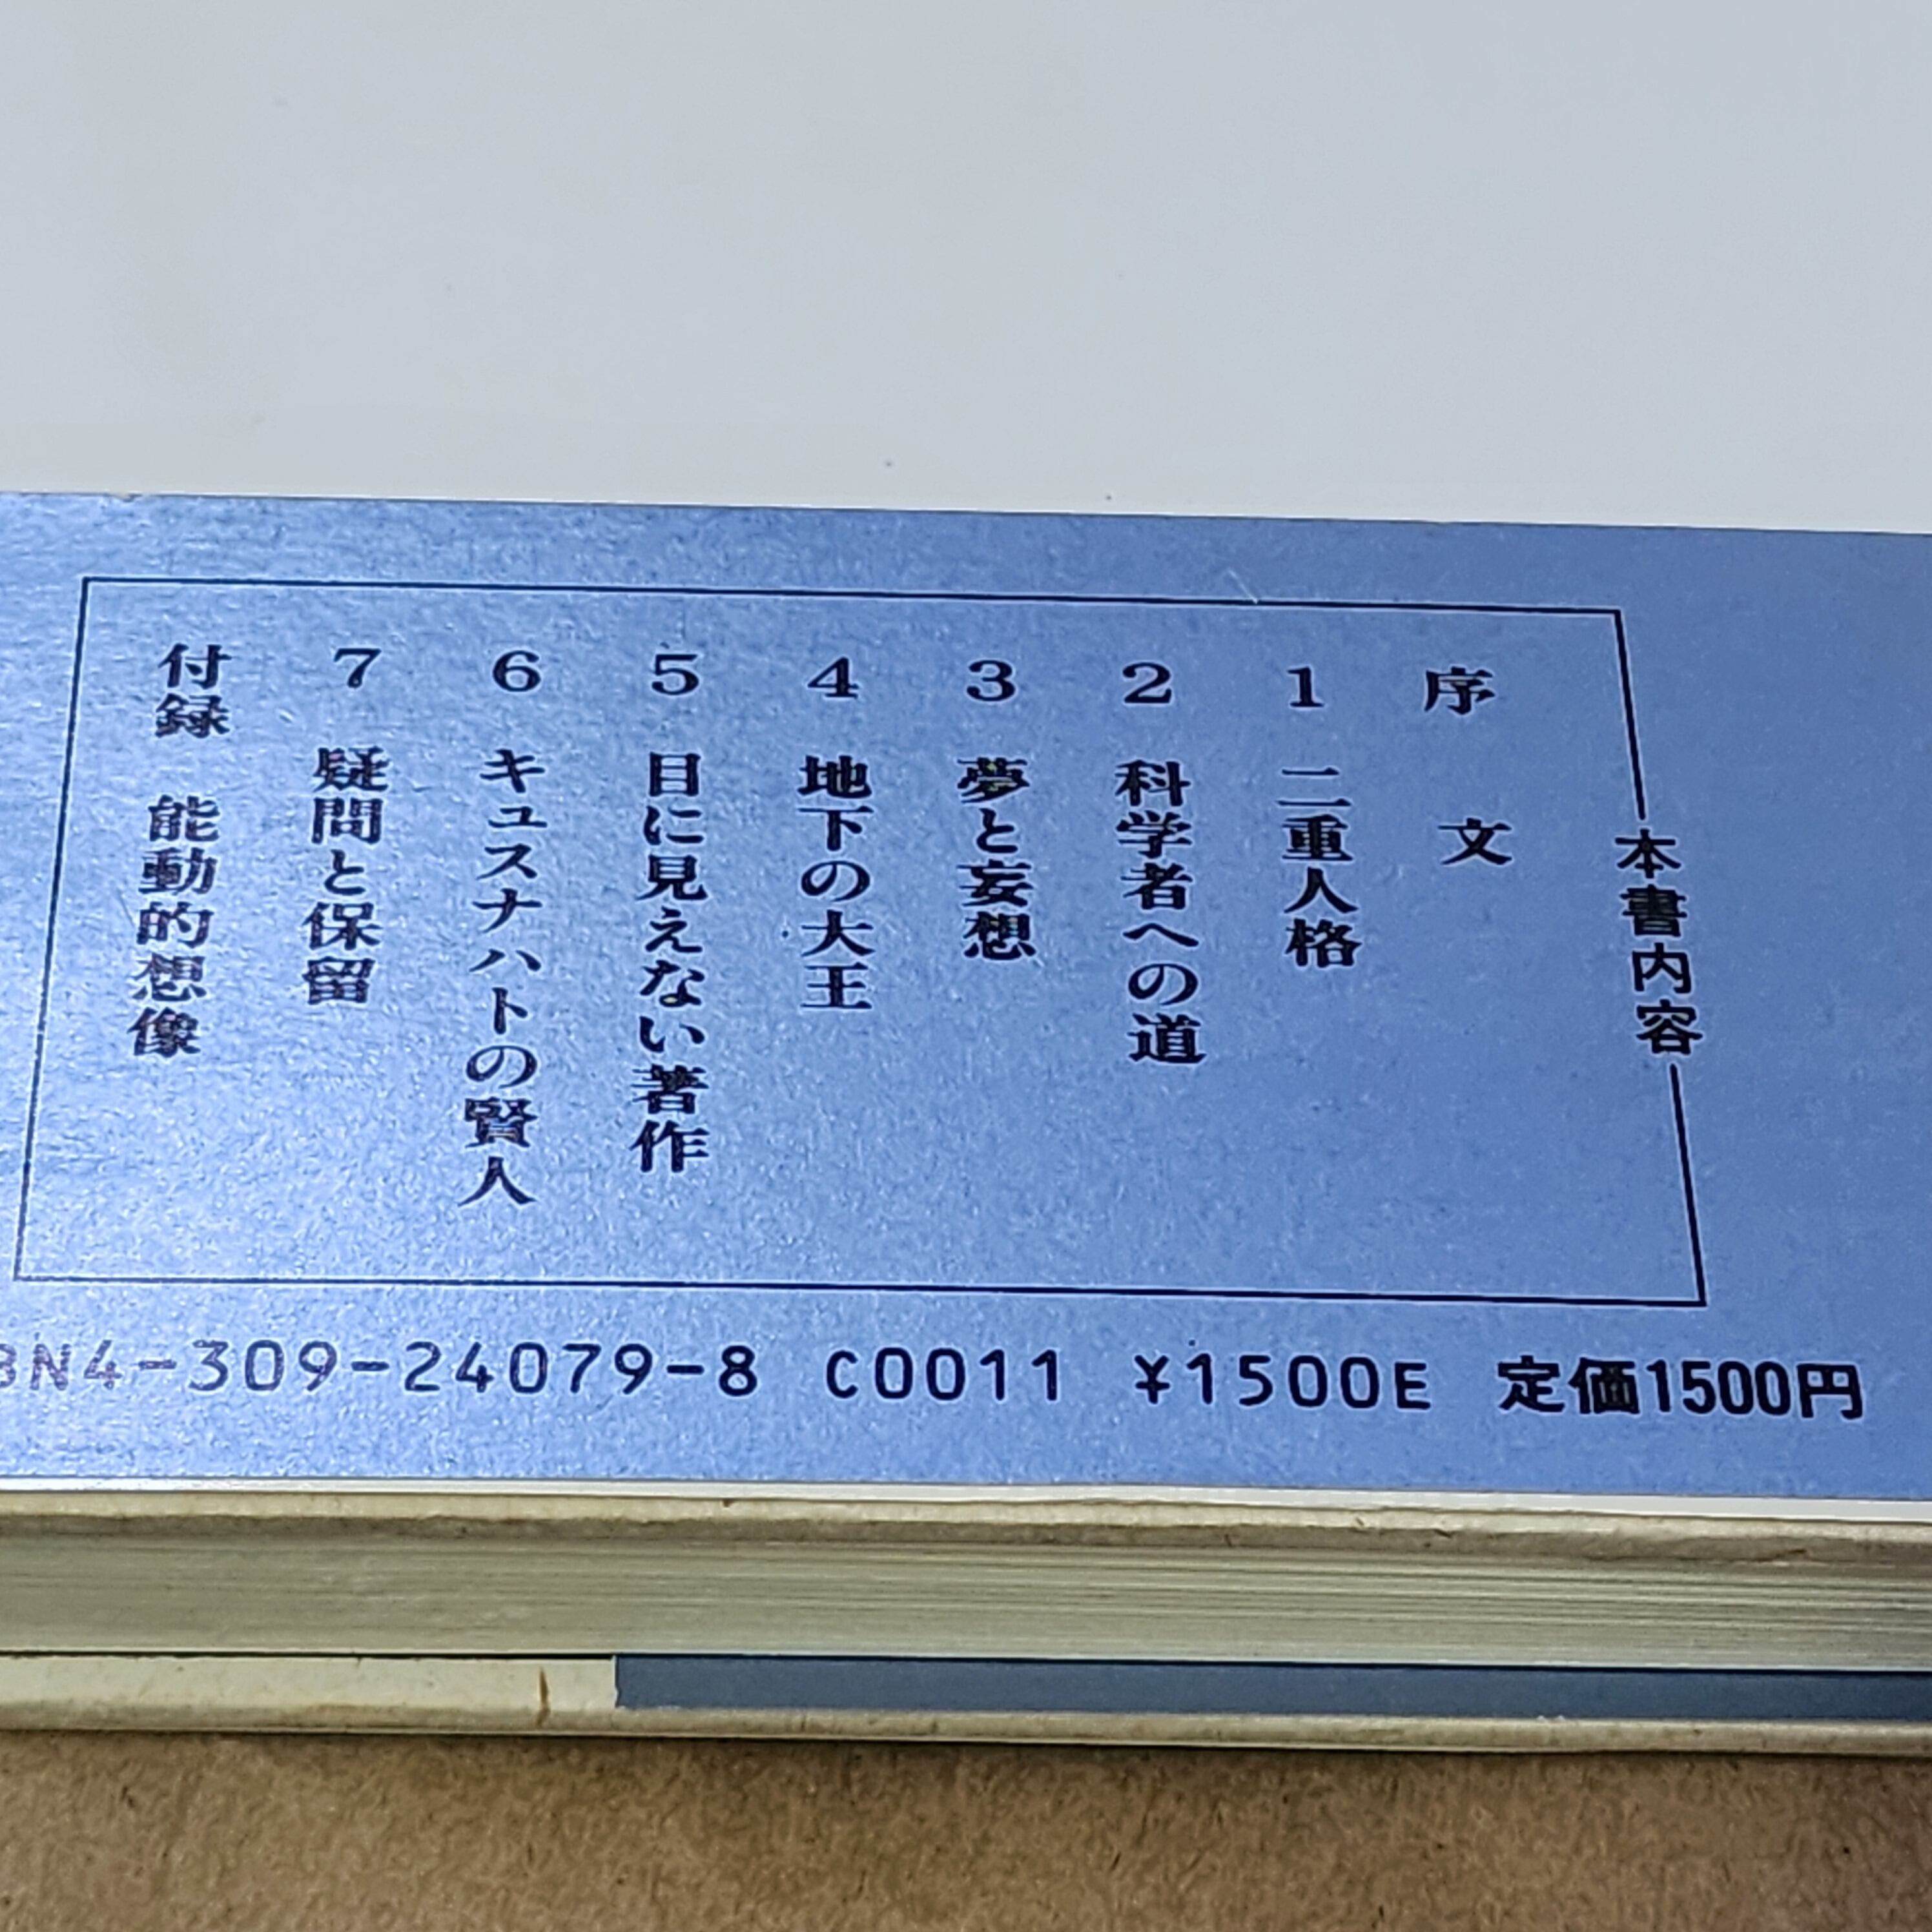 本書内容
序　文
1　二重人格
2　科学者への道
3　夢と妄想
4　地下の大王
5　目に見えない著作
6　キュスナハトの賢人
7　疑問と保留
付録　能動的想像
BN4-309-24079-8 C0011 ¥1500E 定価1500円